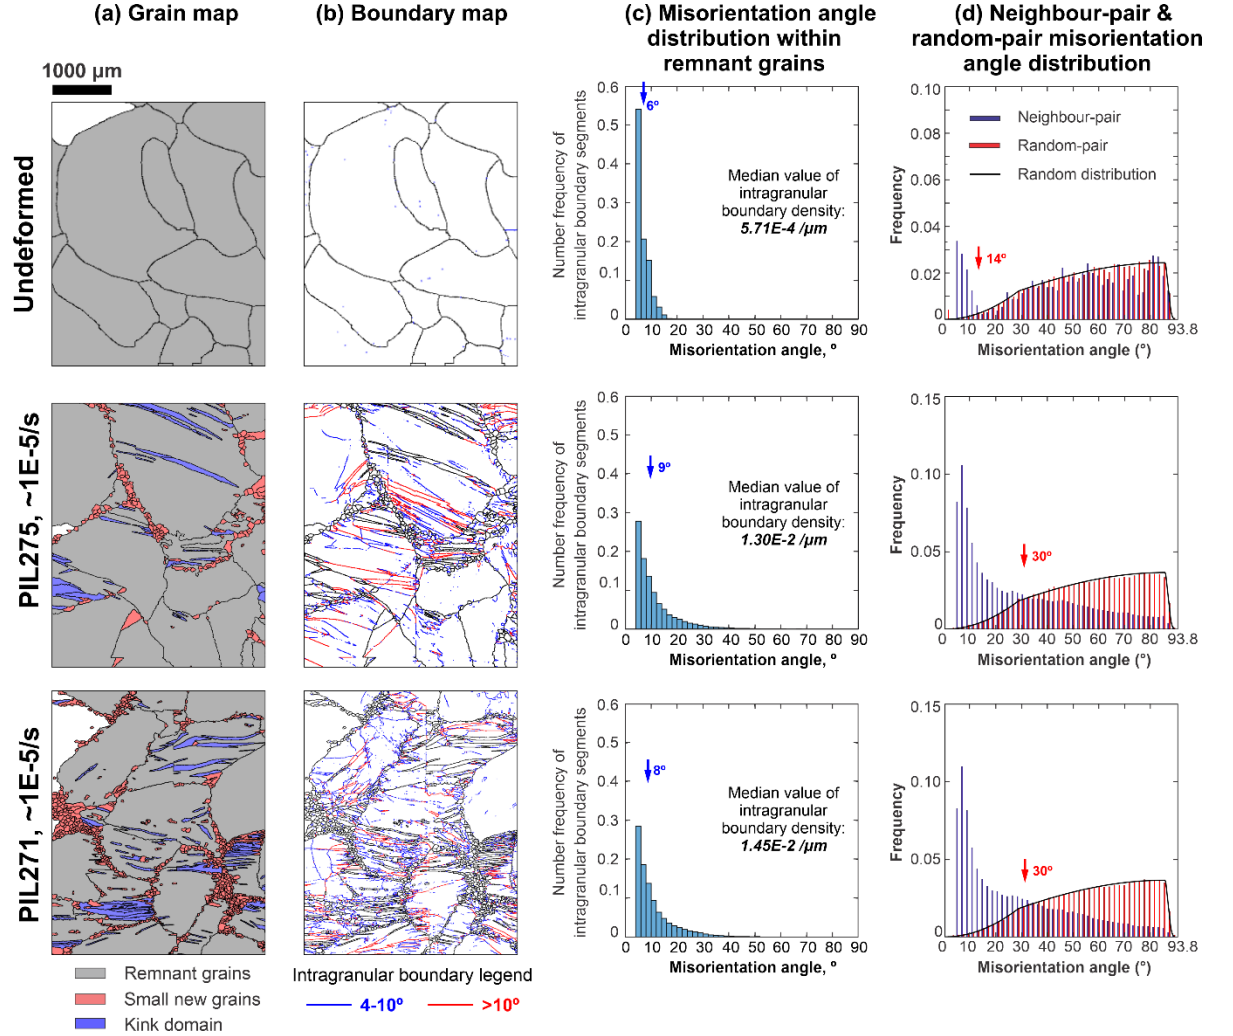 (a) Grain map
(b) Boundary map
(c) Misorientation angle
distribution within
remnant grains
(d) Neighbour-pair &
random-pair misorientation
angle distribution
1000 µm
Undeformed
Number frequency of
intragranular boundary segments
0.6
0.5
0.4
0.3
0.2
0.1
0
6º
Median value of
intragranular
boundary density:
5.71E-4 /µm
0 10 20 30 40 50 60 70 80 90
Misorientation angle, º
Frequency
0.10
0.08
0.06
0.04
0.02
0
Neighbour-pair
Random-pair
Random distribution
14º
10 20 30 40 50 60 70 80 93.8
Misorientation angle (°)
PIL275, ~1E-5/s
Number frequency of
intragranular boundary segments
0.6
0.5
0.4
0.3
0.2
0.1
0
9º
Median value of
intragranular
boundary density:
1.30E-2 /µm
0 10 20 30 40 50 60 70 80 90
Misorientation angle, º
Frequency
0.15
0.10
0.05
0
30º
10 20 30 40 50 60 70 80 93.8
Misorientation angle (°)
PIL271, ~1E-5/s
Number frequency of
intragranular boundary segments
0.6
0.5
0.4
0.3
0.2
0.1
0
8º
Median value of
intragranular
boundary density:
1.45E-2 /µm
0 10 20 30 40 50 60 70 80 90
Misorientation angle, º
Frequency
0.15
0.10
0.05
0
30º
10 20 30 40 50 60 70 80 93.8
Misorientation angle (°)
Remnant grains
Small new grains
Kink domain
Intragranular boundary legend
4-10º >10º